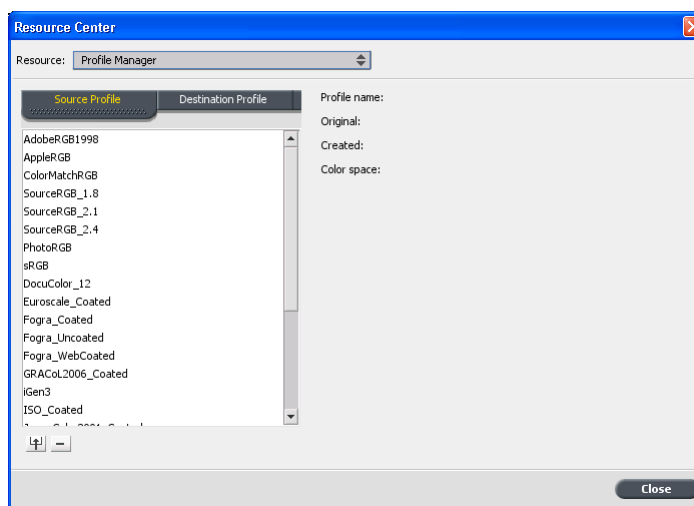 Resource Center
Resource: Profile Manager
Source Profile Destination Profile
AdobeRGB1998
AppleRGB
ColorMatchRGB
SourceRGB_1.8
SourceRGB_2.1
SourceRGB_2.4
PhotoRGB
sRGB
DocuColor_12
Euroscale_Coated
Fogra_Coated
Fogra_Uncoated
Fogra_WebCoated
GRACoL2006_Coated
iGen3
ISO_Coated
Profile name:
Original:
Created:
Color space:
Close